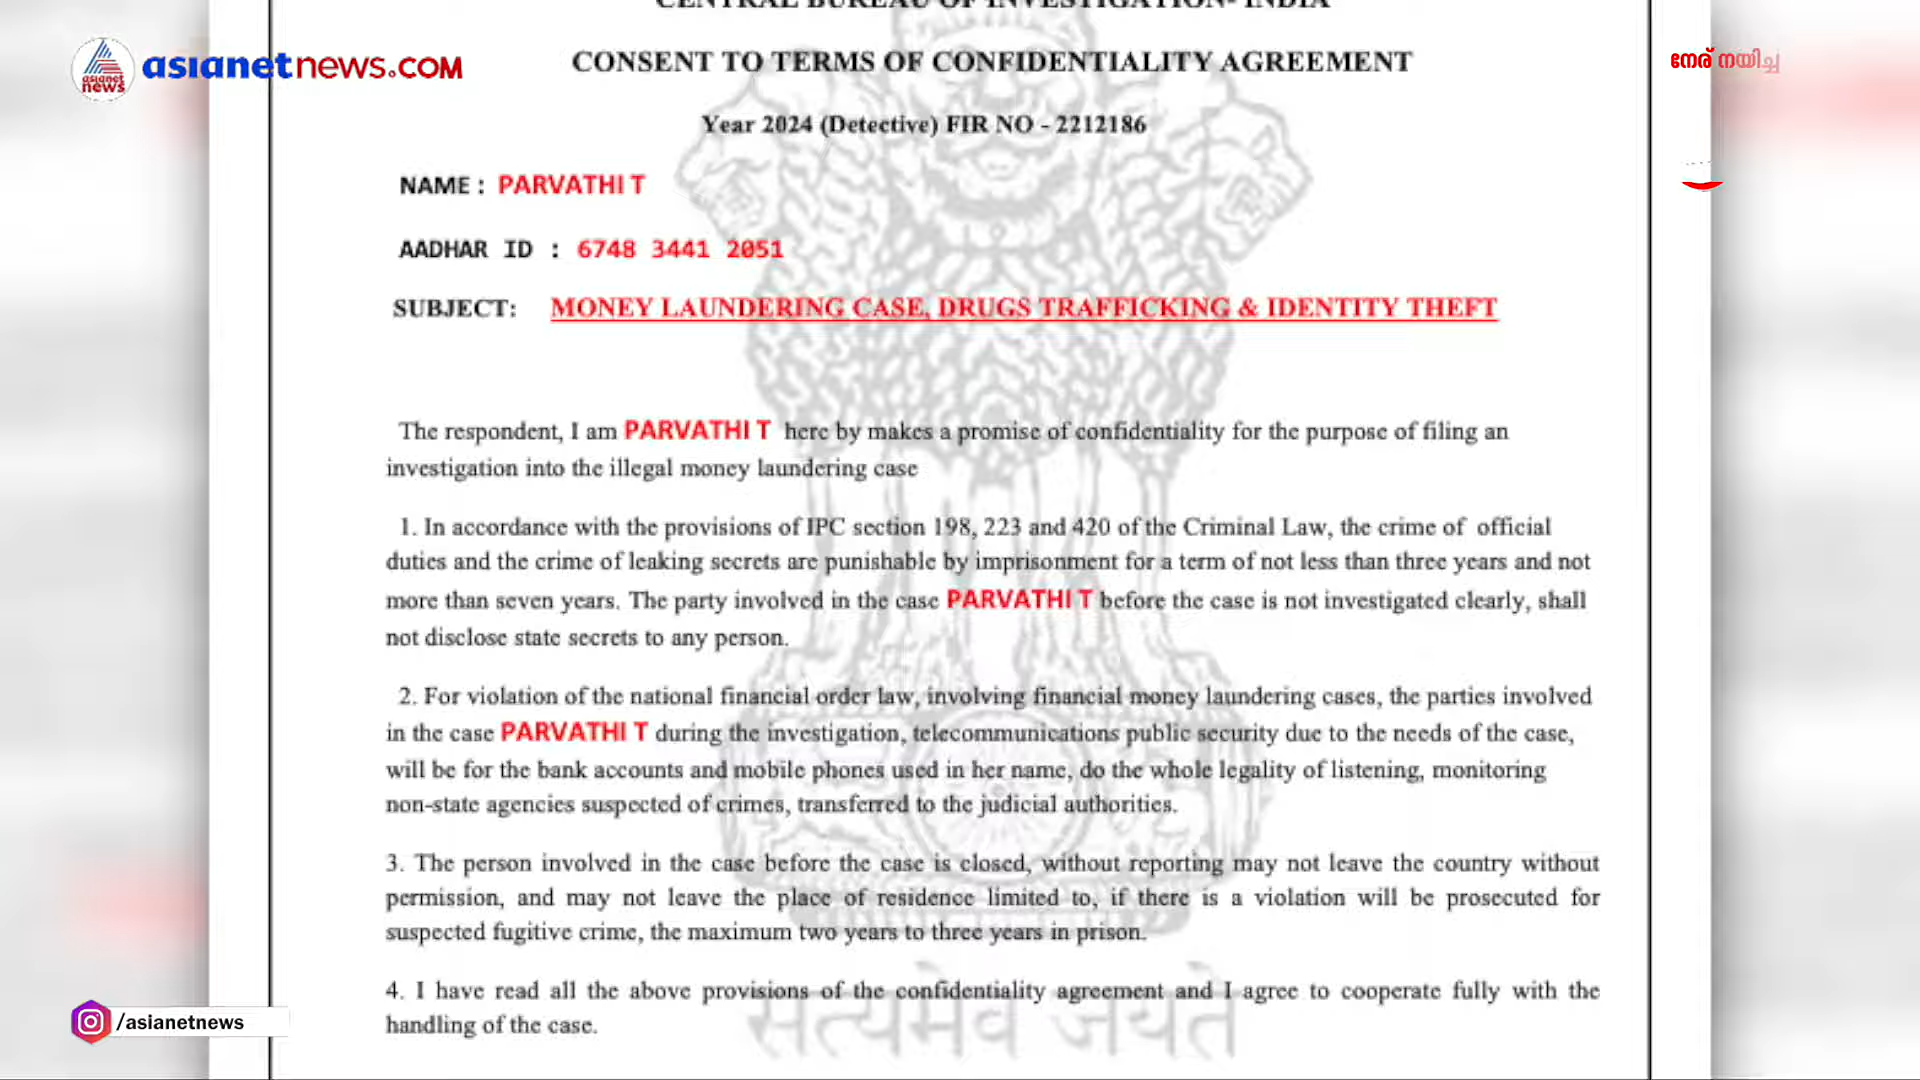 CENTRAL BUREAU OF INVESTIGATION- INDIA
asianet news
asianetnews.COM
CONSENT TO TERMS OF CONFIDENTIALITY AGREEMENT
നേര് നയിച്ച
Year 2024 (Detective) FIR NO - 2212186
NAME : PARVATHI T
AADHAR ID : 6748 3441 2051
SUBJECT: MONEY LAUNDERING CASE, DRUGS TRAFFICKING & IDENTITY THEFT
The respondent, I am PARVATHI T here by makes a promise of confidentiality for the purpose of filing an
investigation into the illegal money laundering case
1. In accordance with the provisions of IPC section 198, 223 and 420 of the Criminal Law, the crime of official
duties and the crime of leaking secrets are punishable by imprisonment for a term of not less than three years and not
more than seven years. The party involved in the case PARVATHI T before the case is not investigated clearly, shall
not disclose state secrets to any person.
2. For violation of the national financial order law, involving financial money laundering cases, the parties involved
in the case PARVATHI T during the investigation, telecommunications public security due to the needs of the case,
will be for the bank accounts and mobile phones used in her name, do the whole legality of listening, monitoring
non-state agencies suspected of crimes, transferred to the judicial authorities.
3. The person involved in the case before the case is closed, without reporting may not leave the country without
permission, and may not leave the place of residence limited to, if there is a violation will be prosecuted for
suspected fugitive crime, the maximum two years to three years in prison.
4. I have read all the above provisions of the confidentiality agreement and I agree to cooperate fully with the
handling of the case.
सत्यमेव जयते
/asianetnews